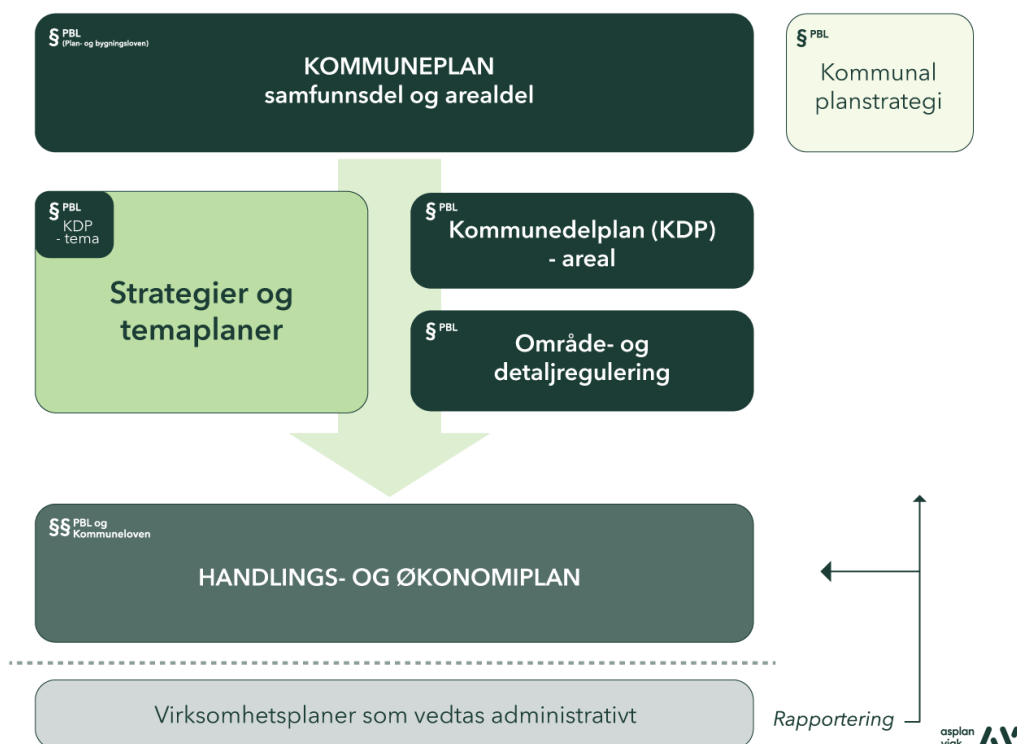 § PBL
(Plan- og bygningsloven)
KOMMUNEPLAN
samfunnsdel og arealdel
§ PBL
Kommunal
planstrategi
§ PBL
KDP
- tema
Strategier og
temaplaner
§ PBL
Kommunedelplan (KDP)
- areal
§ PBL
Område- og
detaljregulering
§§ PBL og
Kommuneloven
HANDLINGS- OG ØKONOMIPLAN
Virksomhetsplaner som vedtas administrativt
Rapportering
asplan
viak